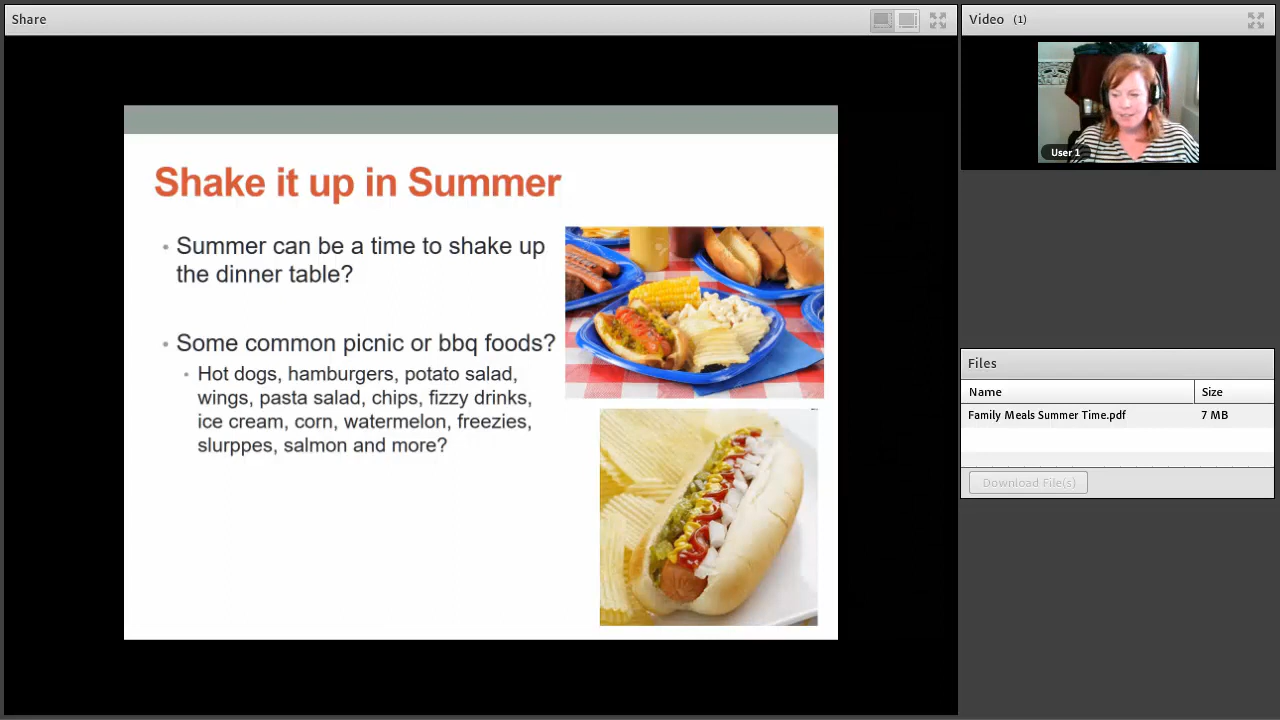 Share
Video (1)
User 1
Shake it up in Summer
• Summer can be a time to shake up
the dinner table?
• Some common picnic or bbq foods?
• Hot dogs, hamburgers, potato salad,
wings, pasta salad, chips, fizzy drinks,
ice cream, corn, watermelon, freezies,
slurppes, salmon and more?
Files
Name Size
Family Meals Summer Time.pdf 7 MB
Download File(s)